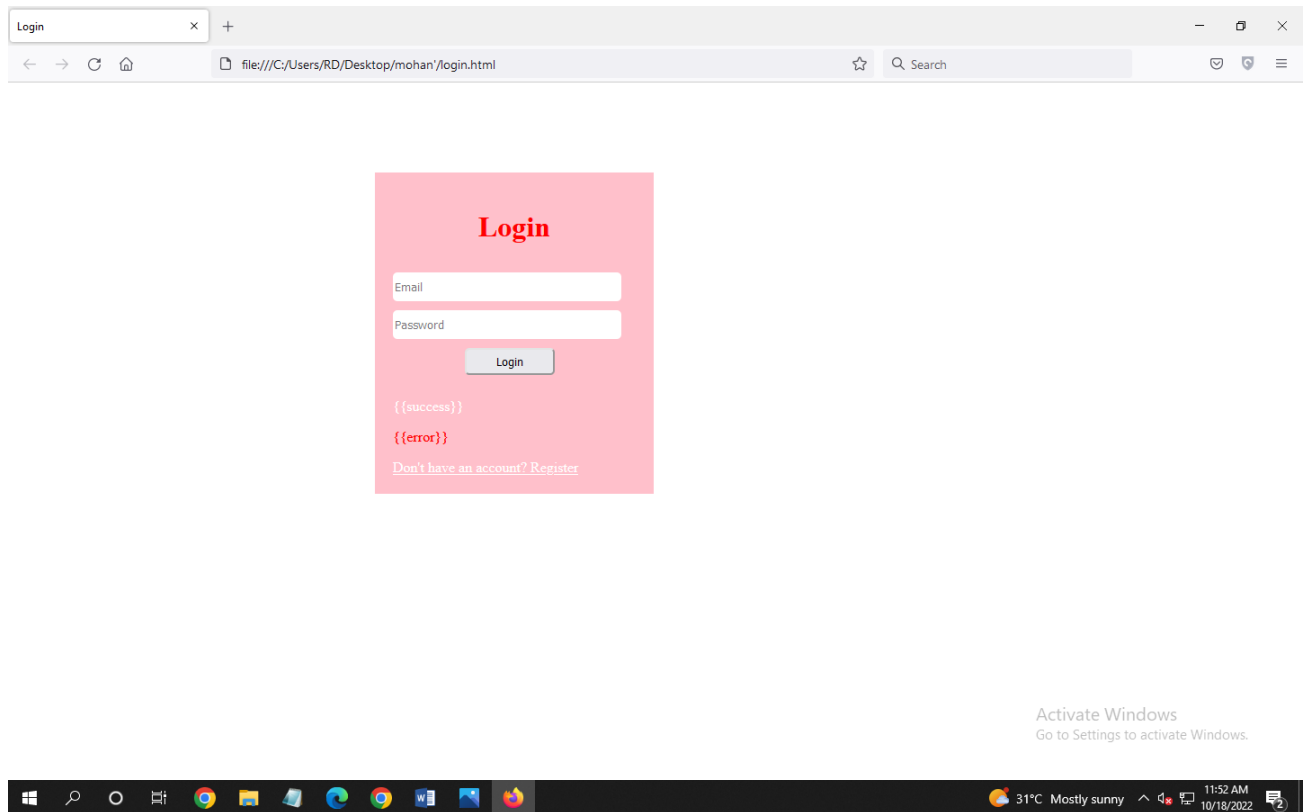 Login
file:///C:/Users/RD/Desktop/mohan'/login.html
Search
Login
Email
Password
Login
{{success}}
{{error}}
Don't have an account? Register
Activate Windows
Go to Settings to activate Windows.
31°C Mostly sunny
11:52 AM
10/18/2022
2